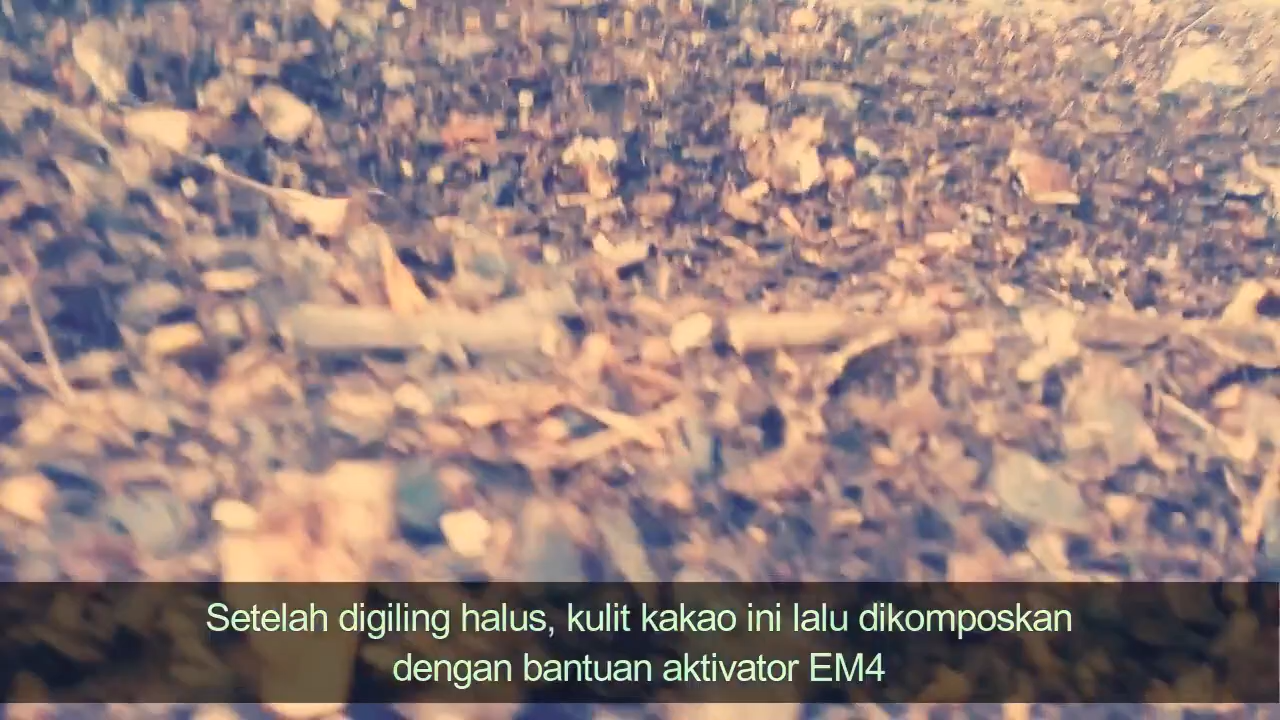 Setelah digiling halus, kulit kakao ini lalu dikomposkan
dengan bantuan aktivator EM4